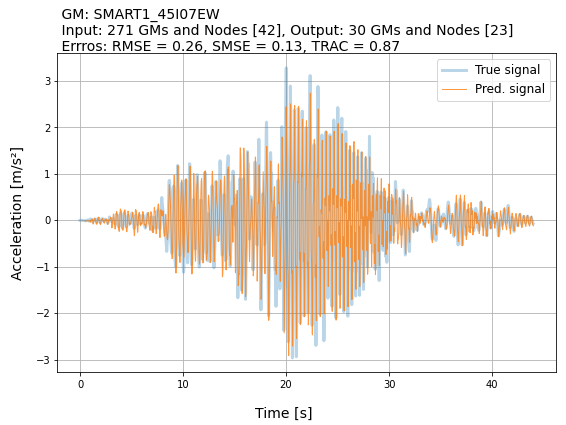 GM: SMART1_45I07EW
Input: 271 GMs and Nodes [42], Output: 30 GMs and Nodes [23]
Errros: RMSE = 0.26, SMSE = 0.13, TRAC = 0.87
True signal
Pred. signal
3
2
1
0
−1
−2
−3
Acceleration [m/s²]
0 10 20 30 40
Time [s]